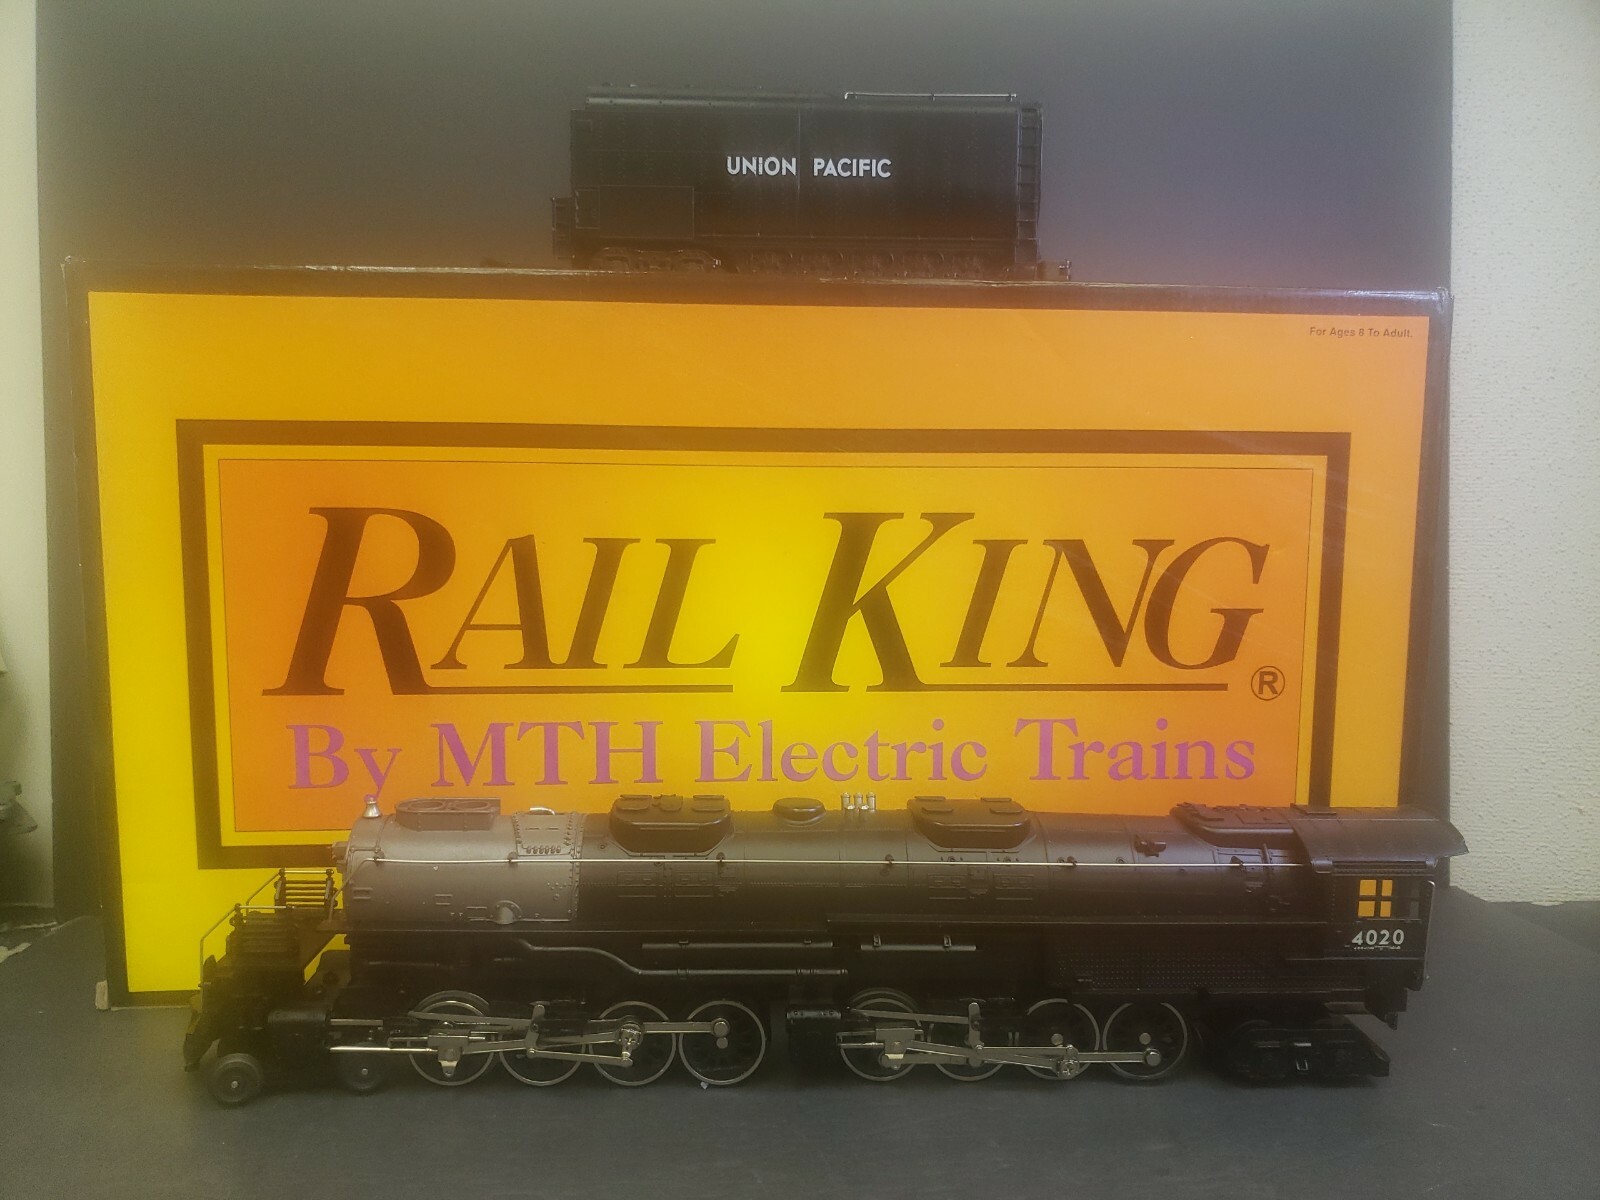 UNION PACIFIC
For Ages 8 To Adult.
RAIL KING®
By MTH Electric Trains
4020